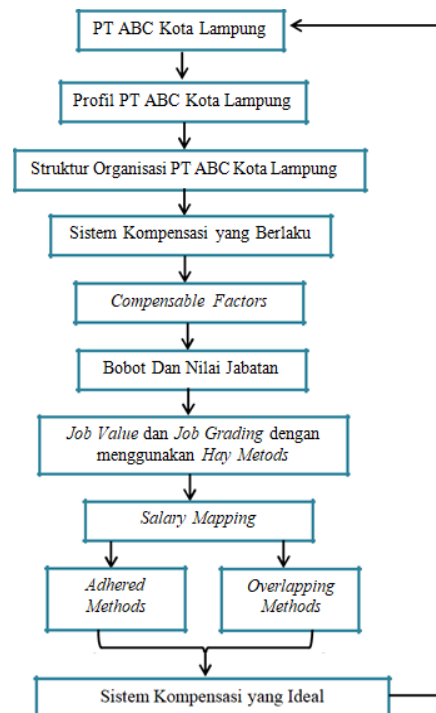 PT ABC Kota Lampung
Profil PT ABC Kota Lampung
Struktur Organisasi PT ABC Kota Lampung
Sistem Kompensasi yang Berlaku
Compensable Factors
Bobot Dan Nilai Jabatan
Job Value dan Job Grading dengan
menggunakan Hay Metods
Salary Mapping
Adhered
Methods
Overlapping
Methods
Sistem Kompensasi yang Ideal